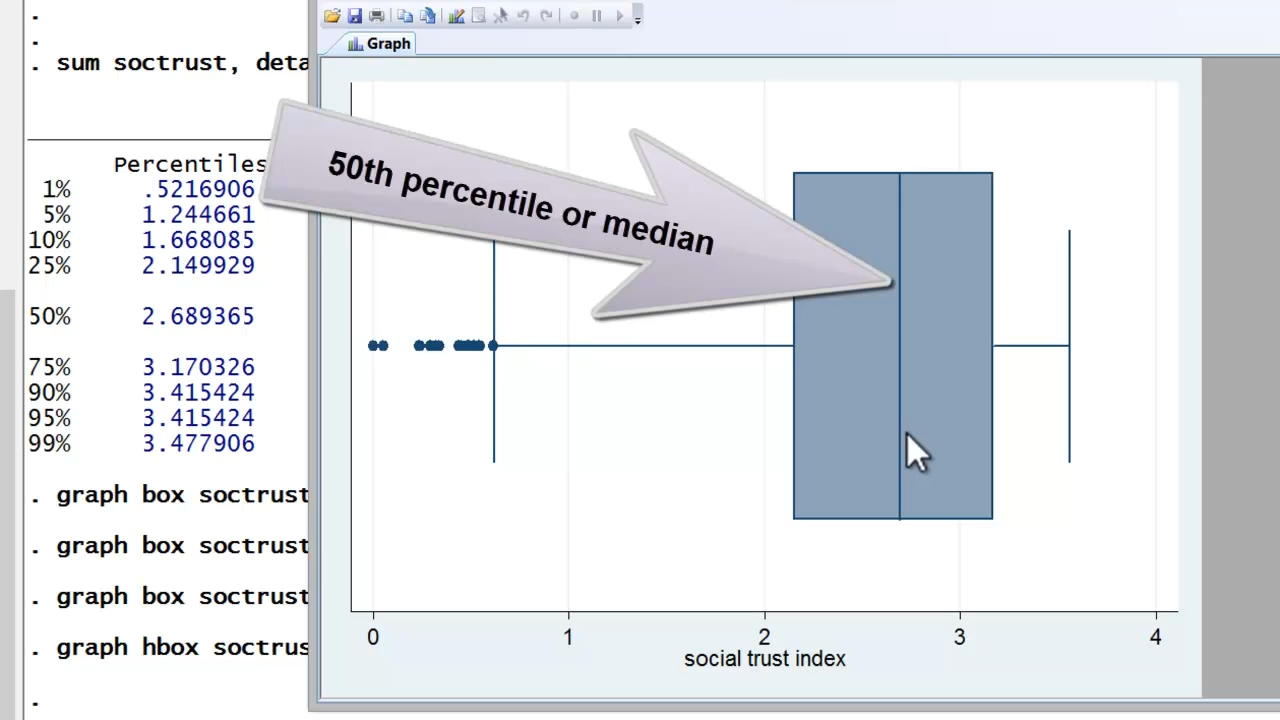 .
.
. sum soctrust, deta
Graph
Percentiles
1% .5216906
5% 1.244661
10% 1.668085
25% 2.149929
50% 2.689365
75% 3.170326
90% 3.415424
95% 3.415424
99% 3.477906
50th percentile or median
. graph box soctrust
. graph box soctrust
. graph box soctrust
. graph hbox soctrus
.
0 1 2 3 4
social trust index